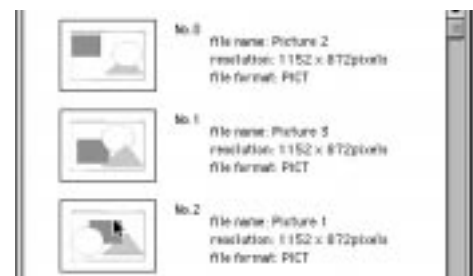 No.0
file name: Picture 2
resolution: 1152 x 872pixels
file format: PICT
No.1
file name: Picture 3
resolution: 1152 x 872pixels
file format: PICT
No.2
file name: Picture 1
resolution: 1152 x 872pixels
file format: PICT